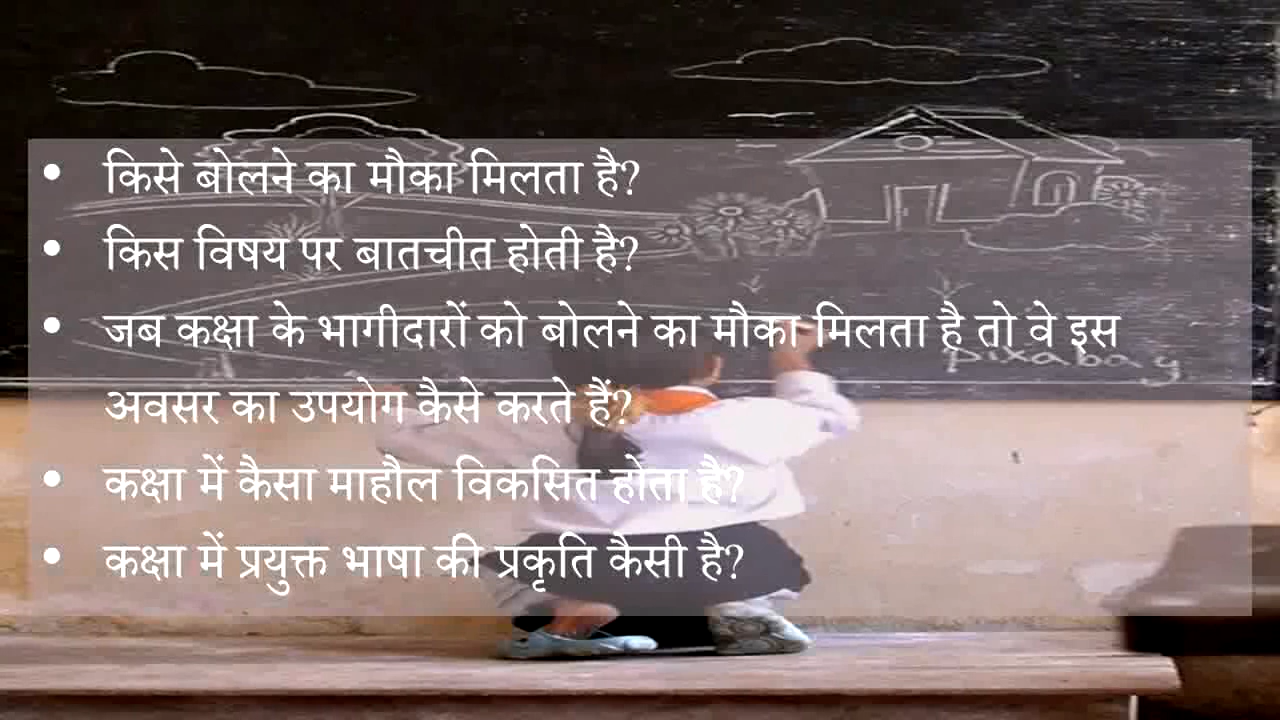 • किसे बोलने का मौका मिलता है?
• किस विषय पर बातचीत होती है?
• जब कक्षा के भागीदारों को बोलने का मौका मिलता है तो वे इस
अवसर का उपयोग कैसे करते हैं?
• कक्षा में कैसा माहौल विकसित होता है?
• कक्षा में प्रयुक्त भाषा की प्रकृति कैसी है?
pixabay